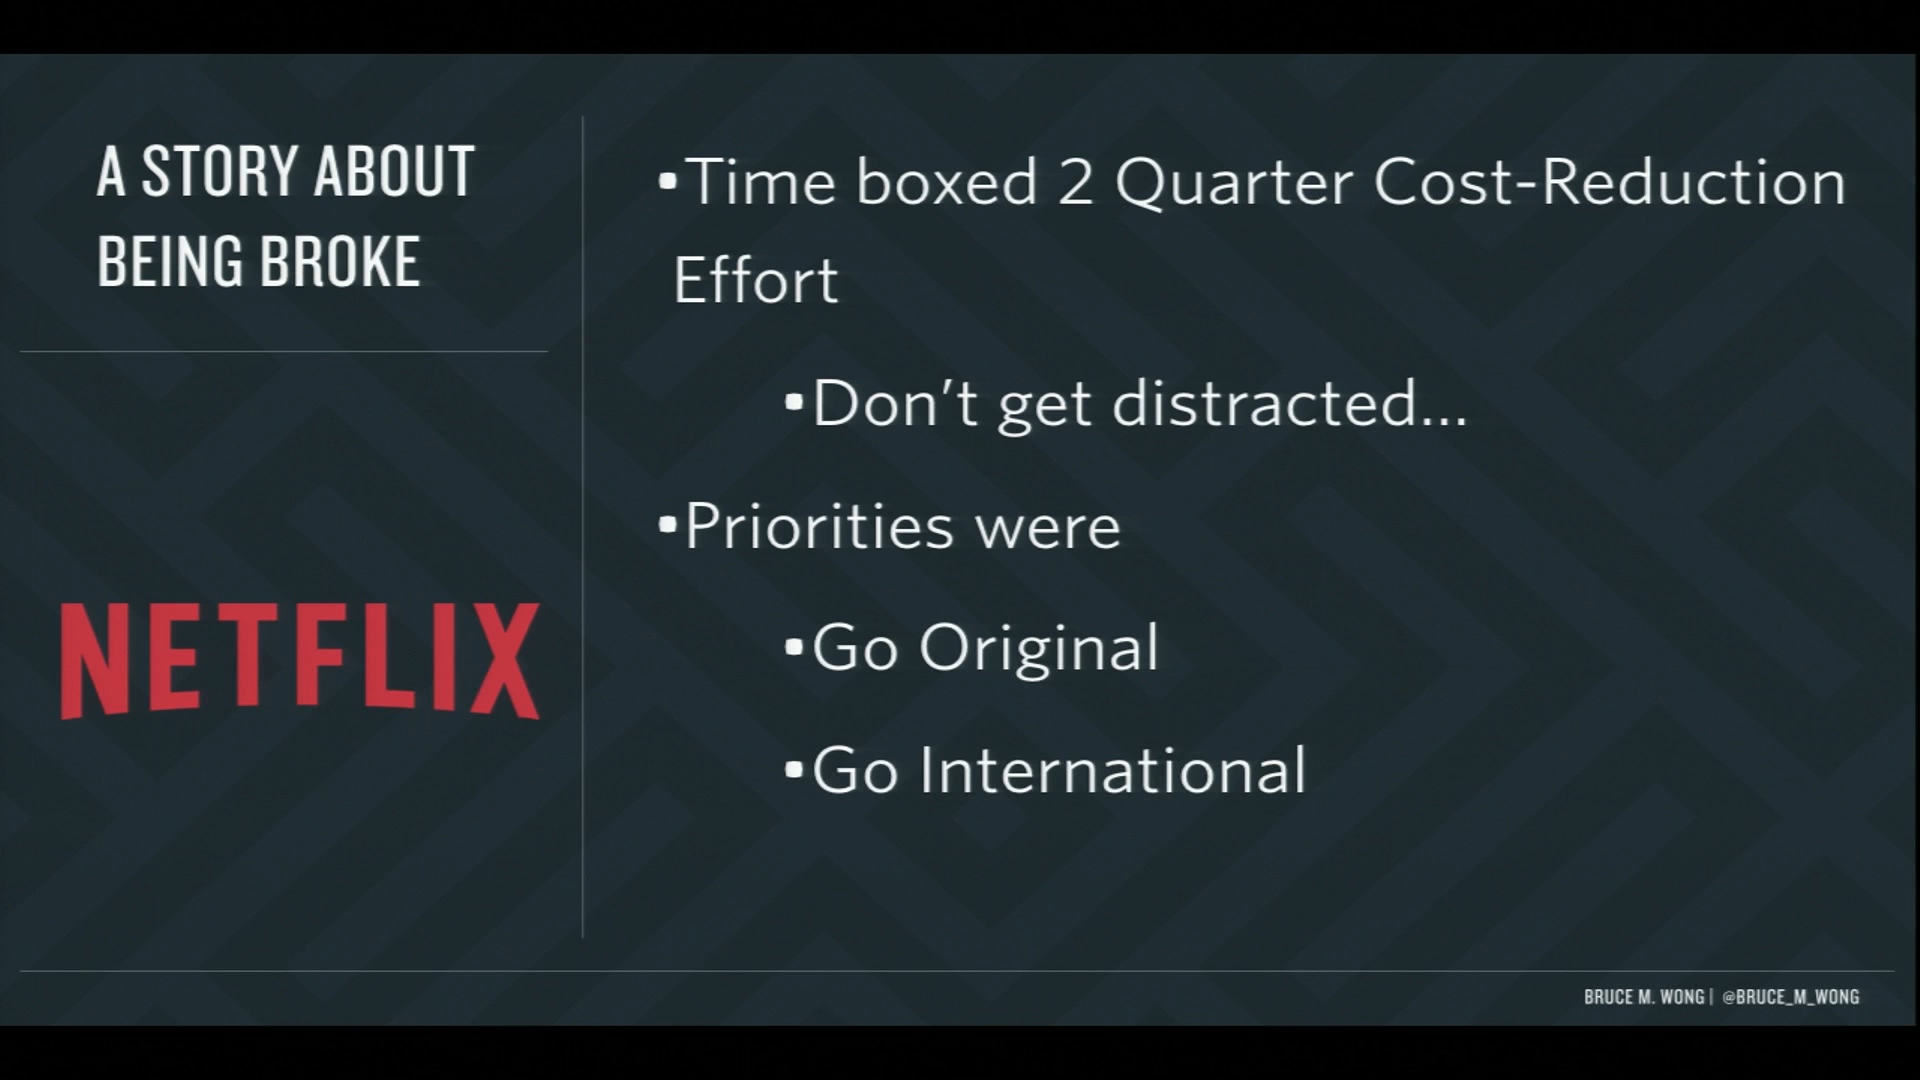 A STORY ABOUT
BEING BROKE
NETFLIX
•Time boxed 2 Quarter Cost-Reduction
Effort
•Don’t get distracted...
•Priorities were
•Go Original
•Go International
BRUCE M. WONG | @BRUCE_M_WONG